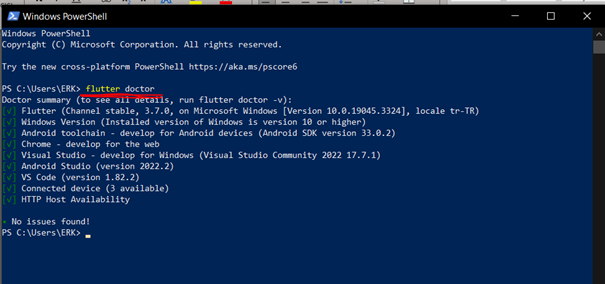 Windows PowerShell
Windows PowerShell
Copyright (C) Microsoft Corporation. All rights reserved.
Try the new cross-platform PowerShell https://aka.ms/pscore6
PS C:\Users\ERK> flutter doctor
Doctor summary (to see all details, run flutter doctor -v):
[√] Flutter (Channel stable, 3.7.0, on Microsoft Windows [Version 10.0.19045.3324], locale tr-TR)
[√] Windows Version (Installed version of Windows is version 10 or higher)
[√] Android toolchain - develop for Android devices (Android SDK version 33.0.2)
[√] Chrome - develop for the web
[√] Visual Studio - develop for Windows (Visual Studio Community 2022 17.7.1)
[√] Android Studio (version 2022.2)
[√] VS Code (version 1.82.2)
[√] Connected device (3 available)
[√] HTTP Host Availability
• No issues found!
PS C:\Users\ERK>